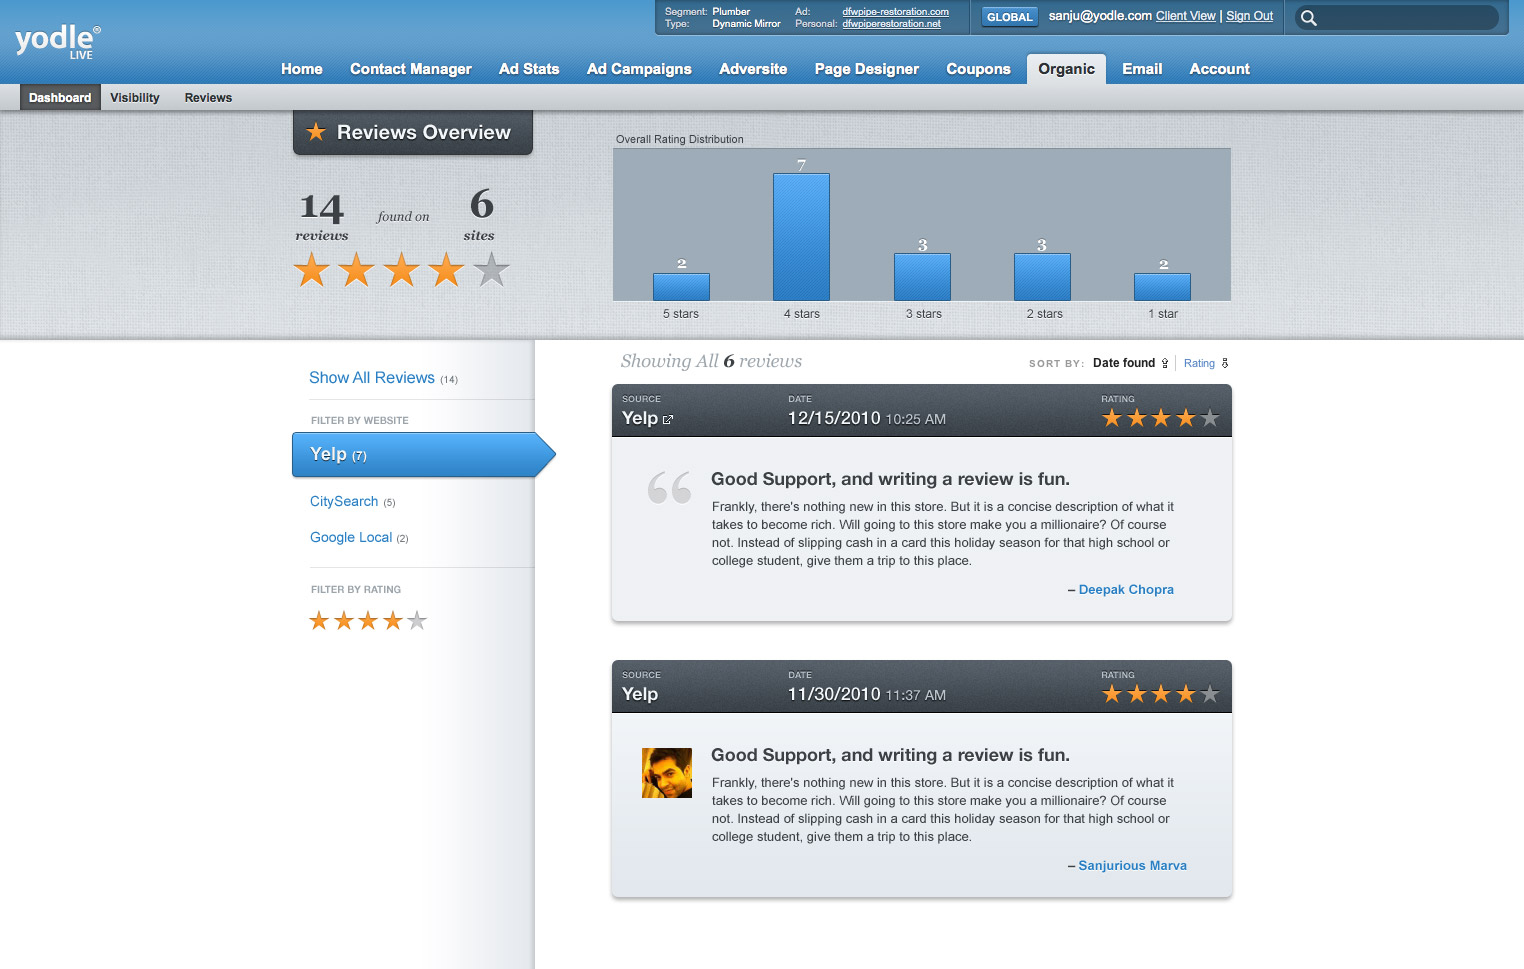 Segment: Plumber Ad: dfwpipe-restoration.com
Type: Dynamic Mirror Personal: dfwpiperestoration.net
GLOBAL sanju@yodle.com Client View | Sign Out
yodle®
LIVE
Home Contact Manager Ad Stats Ad Campaigns Adversite Page Designer Coupons Organic Email Account
Dashboard Visibility Reviews
Reviews Overview
14 found on 6
reviews sites
Overall Rating Distribution
2 7 3 3 2
5 stars 4 stars 3 stars 2 stars 1 star
Show All Reviews (14)
FILTER BY WEBSITE
Yelp (7)
CitySearch (5)
Google Local (2)
FILTER BY RATING
Showing All 6 reviews
SORT BY: Date found | Rating
SOURCE DATE RATING
Yelp 12/15/2010 10:25 AM
“
Good Support, and writing a review is fun.
Frankly, there's nothing new in this store. But it is a concise description of what it
takes to become rich. Will going to this store make you a millionaire? Of course
not. Instead of slipping cash in a card this holiday season for that high school or
college student, give them a trip to this place.
– Deepak Chopra
SOURCE DATE RATING
Yelp 11/30/2010 11:37 AM
Good Support, and writing a review is fun.
Frankly, there's nothing new in this store. But it is a concise description of what it
takes to become rich. Will going to this store make you a millionaire? Of course
not. Instead of slipping cash in a card this holiday season for that high school or
college student, give them a trip to this place.
– Sanjurious Marva